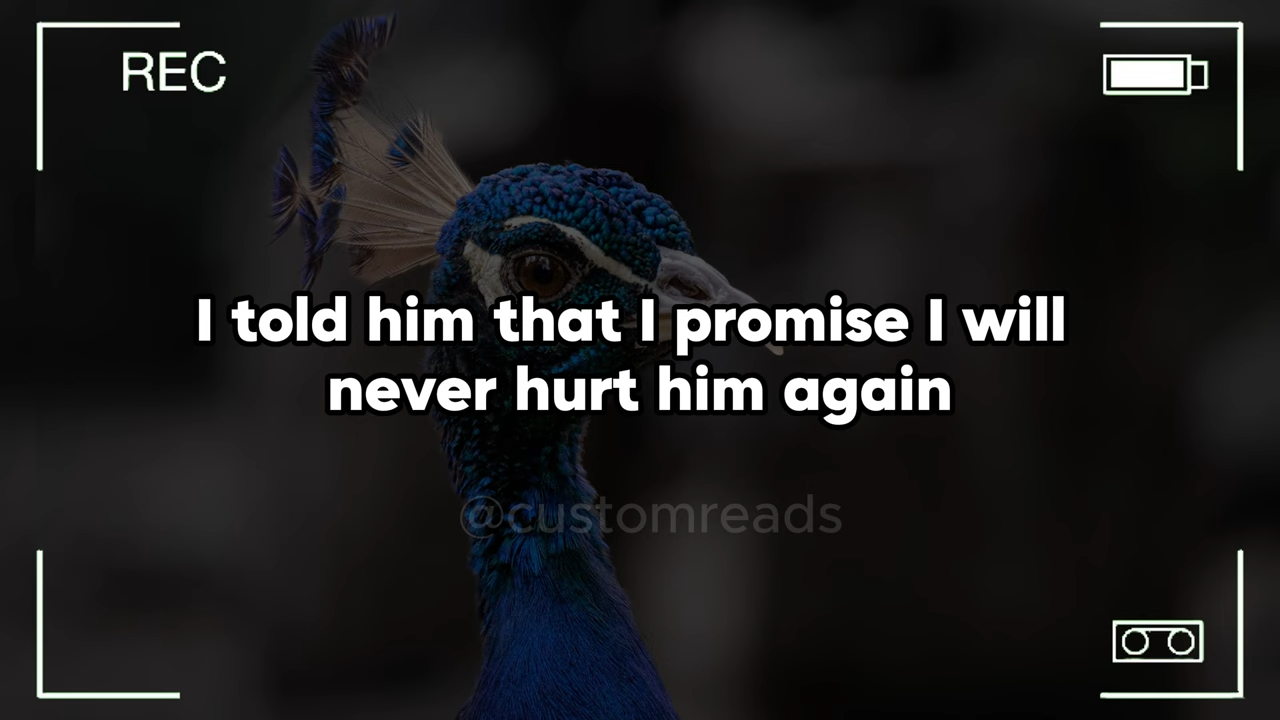 REC
I told him that I promise I will
never hurt him again
@customreads